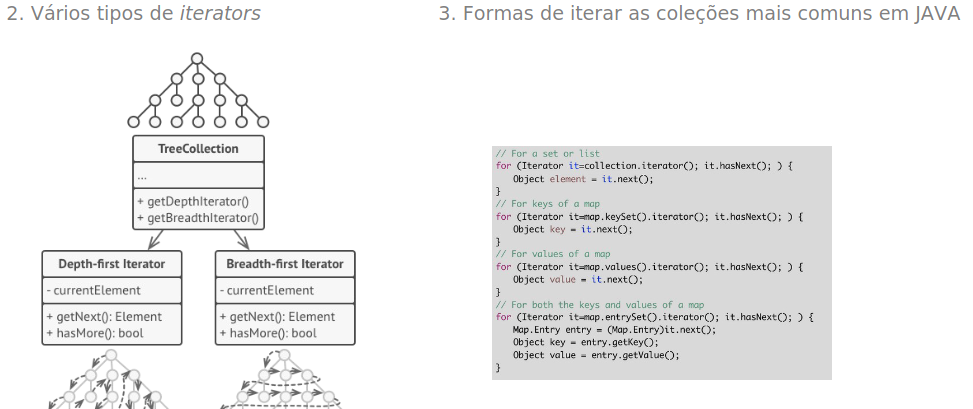 2. Vários tipos de iterators
TreeCollection
...
+ getDepthIterator()
+ getBreadthIterator()
Depth-first Iterator
- currentElement
+ getNext(): Element
+ hasMore(): bool
Breadth-first Iterator
- currentElement
+ getNext(): Element
+ hasMore(): bool
3. Formas de iterar as coleções mais comuns em JAVA
// For a set or list
for (Iterator it=collection.iterator(); it.hasNext(); ) {
Object element = it.next();
}
// For keys of a map
for (Iterator it=map.keySet().iterator(); it.hasNext(); ) {
Object key = it.next();
}
// For values of a map
for (Iterator it=map.values().iterator(); it.hasNext(); ) {
Object value = it.next();
}
// For both the keys and values of a map
for (Iterator it=map.entrySet().iterator(); it.hasNext(); ) {
Map.Entry entry = (Map.Entry)it.next();
Object key = entry.getKey();
Object value = entry.getValue();
}